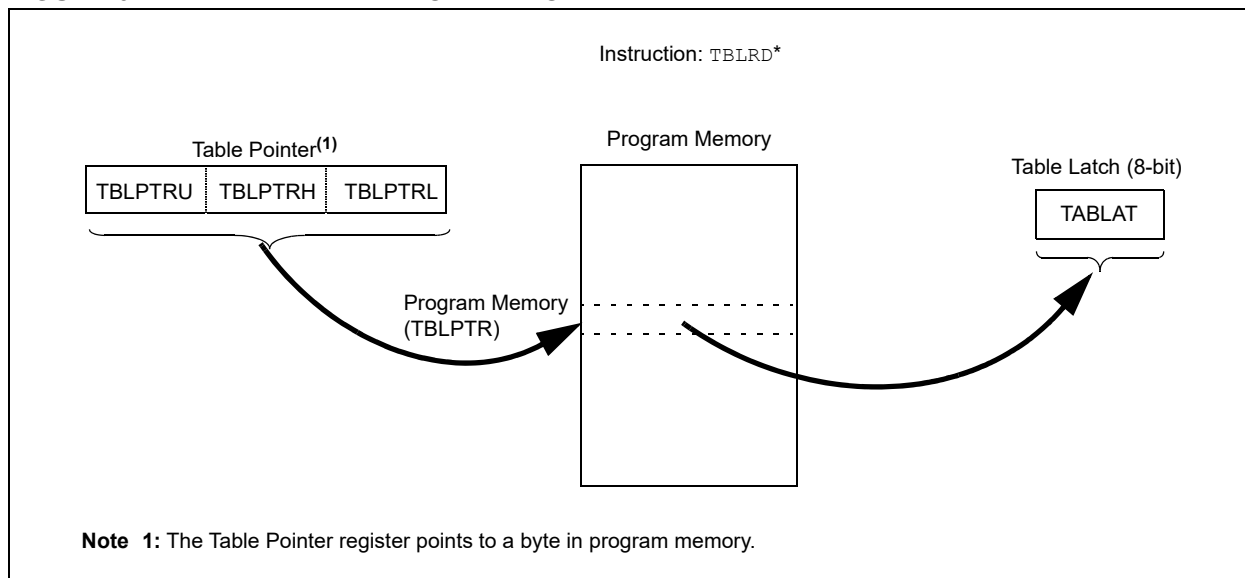 Instruction: TBLRD*
Table Pointer(1)
Program Memory
Table Latch (8-bit)
TBLPTRU TBLPTRH TBLPTRL
TABLAT
Program Memory
(TBLPTR)
Note 1: The Table Pointer register points to a byte in program memory.